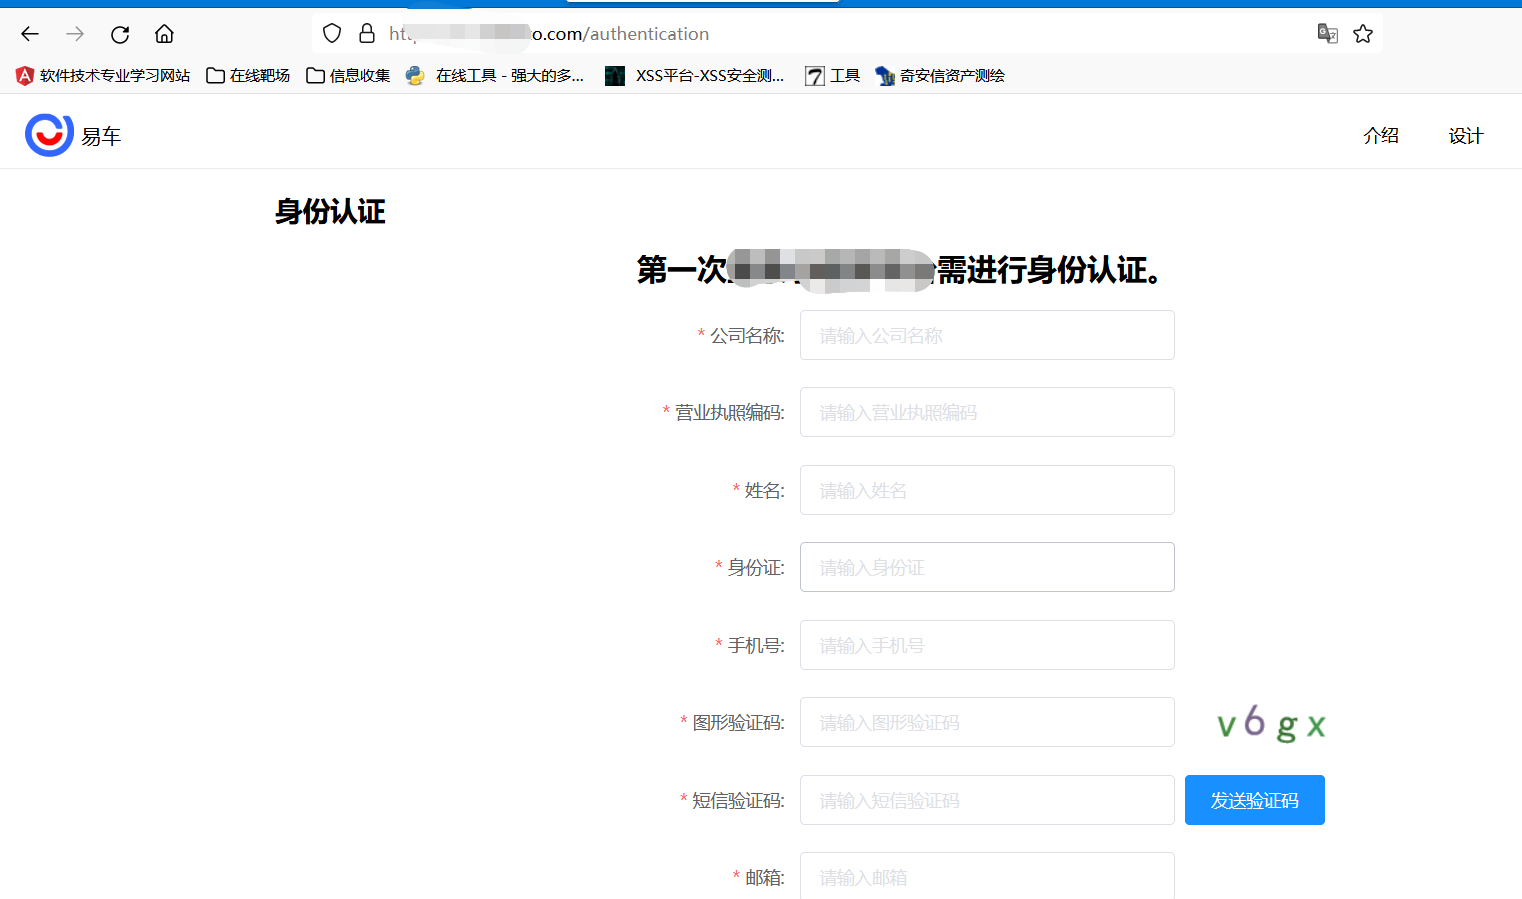 o.com/authentication
软件技术专业学习网站 在线靶场 信息收集 在线工具 - 强大的多... XSS平台-XSS安全测... 工具 奇安信资产测绘
易车 介绍 设计
身份认证
第一次 需进行身份认证。
* 公司名称: 请输入公司名称
* 营业执照编码: 请输入营业执照编码
* 姓名: 请输入姓名
* 身份证: 请输入身份证
* 手机号: 请输入手机号
* 图形验证码: 请输入图形验证码 v6gx
* 短信验证码: 请输入短信验证码 发送验证码
* 邮箱: 请输入邮箱